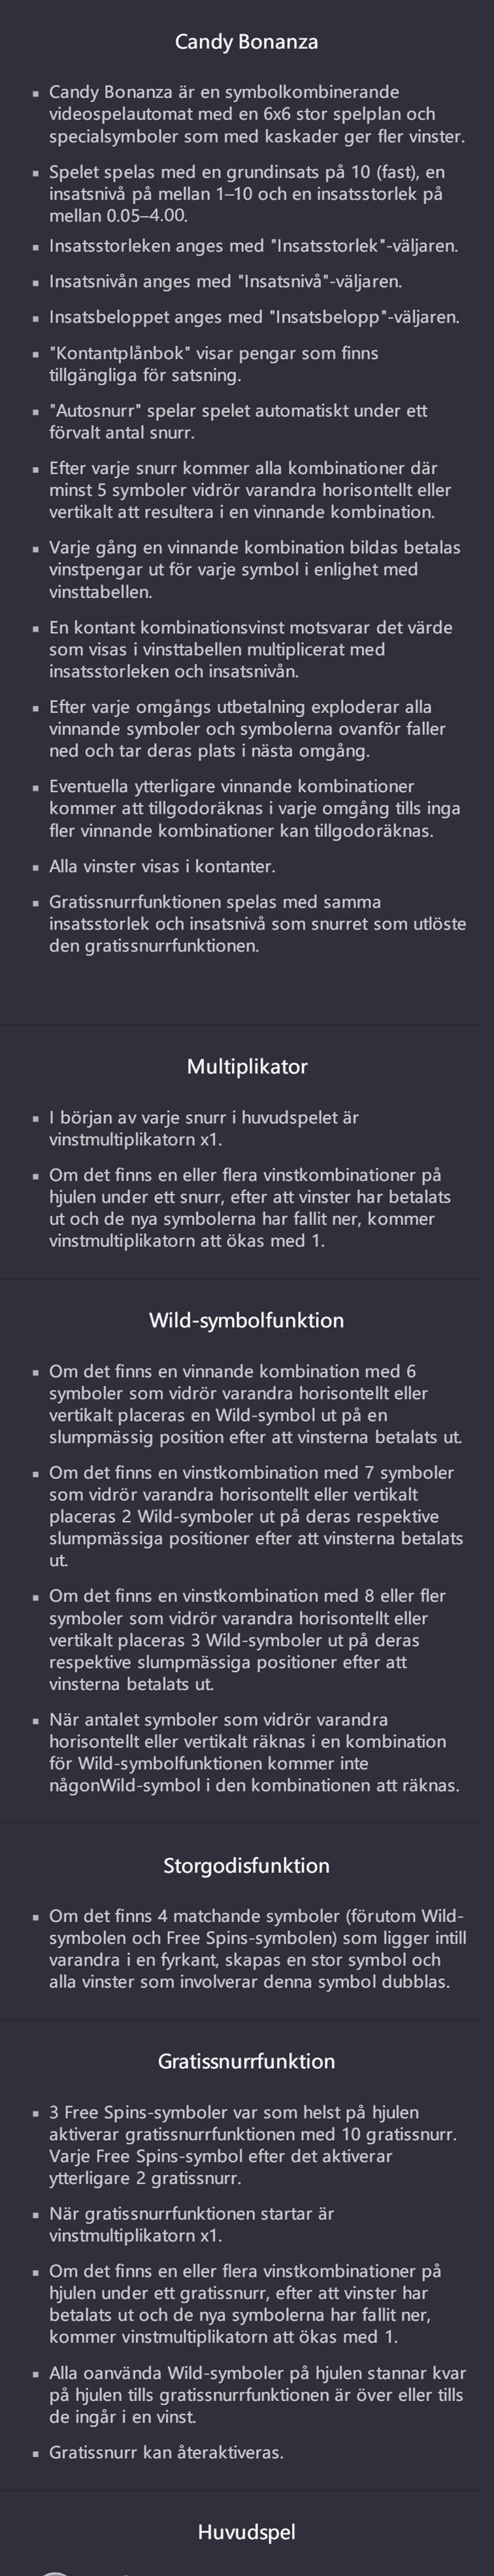 Candy Bonanza
▪ Candy Bonanza är en symbolkombinerande
videospelautomat med en 6x6 stor spelplan och
specialsymboler som med kaskader ger fler vinster.
▪ Spelet spelas med en grundinsats på 10 (fast), en
insatsnivå på mellan 1–10 och en insatsstorlek på
mellan 0.05–4.00.
▪ Insatsstorleken anges med "Insatsstorlek"-väljaren.
▪ Insatsnivån anges med "Insatsnivå"-väljaren.
▪ Insatsbeloppet anges med "Insatsbelopp"-väljaren.
▪ "Kontantplånbok" visar pengar som finns
tillgängliga för satsning.
▪ "Autosnurr" spelar spelet automatiskt under ett
förvalt antal snurr.
▪ Efter varje snurr kommer alla kombinationer där
minst 5 symboler vidrör varandra horisontellt eller
vertikalt att resultera i en vinnande kombination.
▪ Varje gång en vinnande kombination bildas betalas
vinstpengar ut för varje symbol i enlighet med
vinsttabellen.
▪ En kontant kombinationsvinst motsvarar det värde
som visas i vinsttabellen multiplicerat med
insatsstorleken och insatsnivån.
▪ Efter varje omgångs utbetalning exploderar alla
vinnande symboler och symbolerna ovanför faller
ned och tar deras plats i nästa omgång.
▪ Eventuella ytterligare vinnande kombinationer
kommer att tillgodoräknas i varje omgång tills inga
fler vinnande kombinationer kan tillgodoräknas.
▪ Alla vinster visas i kontanter.
▪ Gratissnurrfunktionen spelas med samma
insatsstorlek och insatsnivå som snurret som utlöste
den gratissnurrfunktionen.
Multiplikator
▪ I början av varje snurr i huvudspelet är
vinstmultiplikatorn x1.
▪ Om det finns en eller flera vinstkombinationer på
hjulen under ett snurr, efter att vinster har betalats
ut och de nya symbolerna har fallit ner, kommer
vinstmultiplikatorn att ökas med 1.
Wild-symbolfunktion
▪ Om det finns en vinnande kombination med 6
symboler som vidrör varandra horisontellt eller
vertikalt placeras en Wild-symbol ut på en
slumpmässig position efter att vinsterna betalats ut.
▪ Om det finns en vinstkombination med 7 symboler
som vidrör varandra horisontellt eller vertikalt
placeras 2 Wild-symboler ut på deras respektive
slumpmässiga positioner efter att vinsterna betalats
ut.
▪ Om det finns en vinstkombination med 8 eller fler
symboler som vidrör varandra horisontellt eller
vertikalt placeras 3 Wild-symboler ut på deras
respektive slumpmässiga positioner efter att
vinsterna betalats ut.
▪ När antalet symboler som vidrör varandra
horisontellt eller vertikalt räknas i en kombination
för Wild-symbolfunktionen kommer inte
någonWild-symbol i den kombinationen att räknas.
Storgodisfunktion
▪ Om det finns 4 matchande symboler (förutom Wild-
symbolen och Free Spins-symbolen) som ligger intill
varandra i en fyrkant, skapas en stor symbol och
alla vinster som involverar denna symbol dubblas.
Gratissnurrfunktion
▪ 3 Free Spins-symboler var som helst på hjulen
aktiverar gratissnurrfunktionen med 10 gratissnurr.
Varje Free Spins-symbol efter det aktiverar
ytterligare 2 gratissnurr.
▪ När gratissnurrfunktionen startar är
vinstmultiplikatorn x1.
▪ Om det finns en eller flera vinstkombinationer på
hjulen under ett gratissnurr, efter att vinster har
betalats ut och de nya symbolerna har fallit ner,
kommer vinstmultiplikatorn att ökas med 1.
▪ Alla oanvända Wild-symboler på hjulen stannar kvar
på hjulen tills gratissnurrfunktionen är över eller tills
de ingår i en vinst.
▪ Gratissnurr kan återaktiveras.
Huvudspel